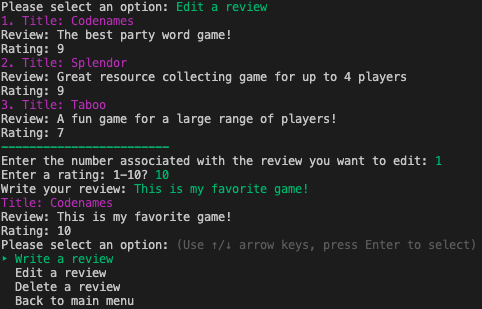 Please select an option: Edit a review
1. Title: Codenames
Review: The best party word game!
Rating: 9
2. Title: Splendor
Review: Great resource collecting game for up to 4 players
Rating: 9
3. Title: Taboo
Review: A fun game for a large range of players!
Rating: 7
------------------------
Enter the number associated with the review you want to edit: 1
Enter a rating: 1-10? 10
Write your review: This is my favorite game!
Title: Codenames
Review: This is my favorite game!
Rating: 10
Please select an option: (Use ↑/↓ arrow keys, press Enter to select)
‣ Write a review
  Edit a review
  Delete a review
  Back to main menu